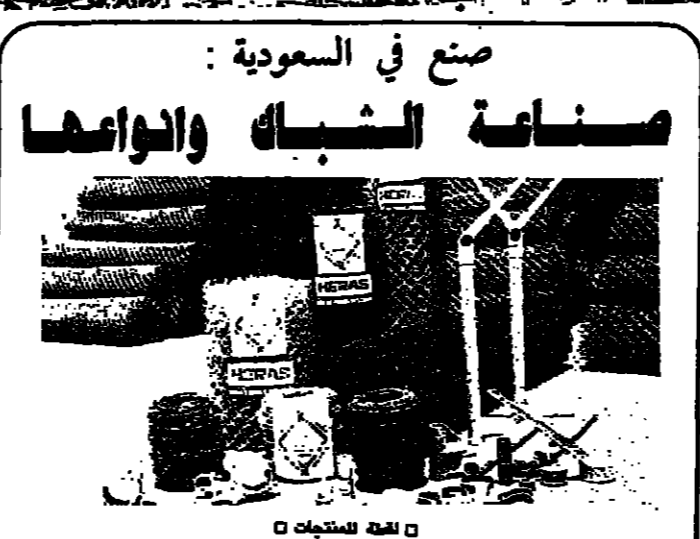 صنع في السعودية :
صناعة الشباك وانواعها
HERAS
HERAS
□ لقطة للمنتجات □